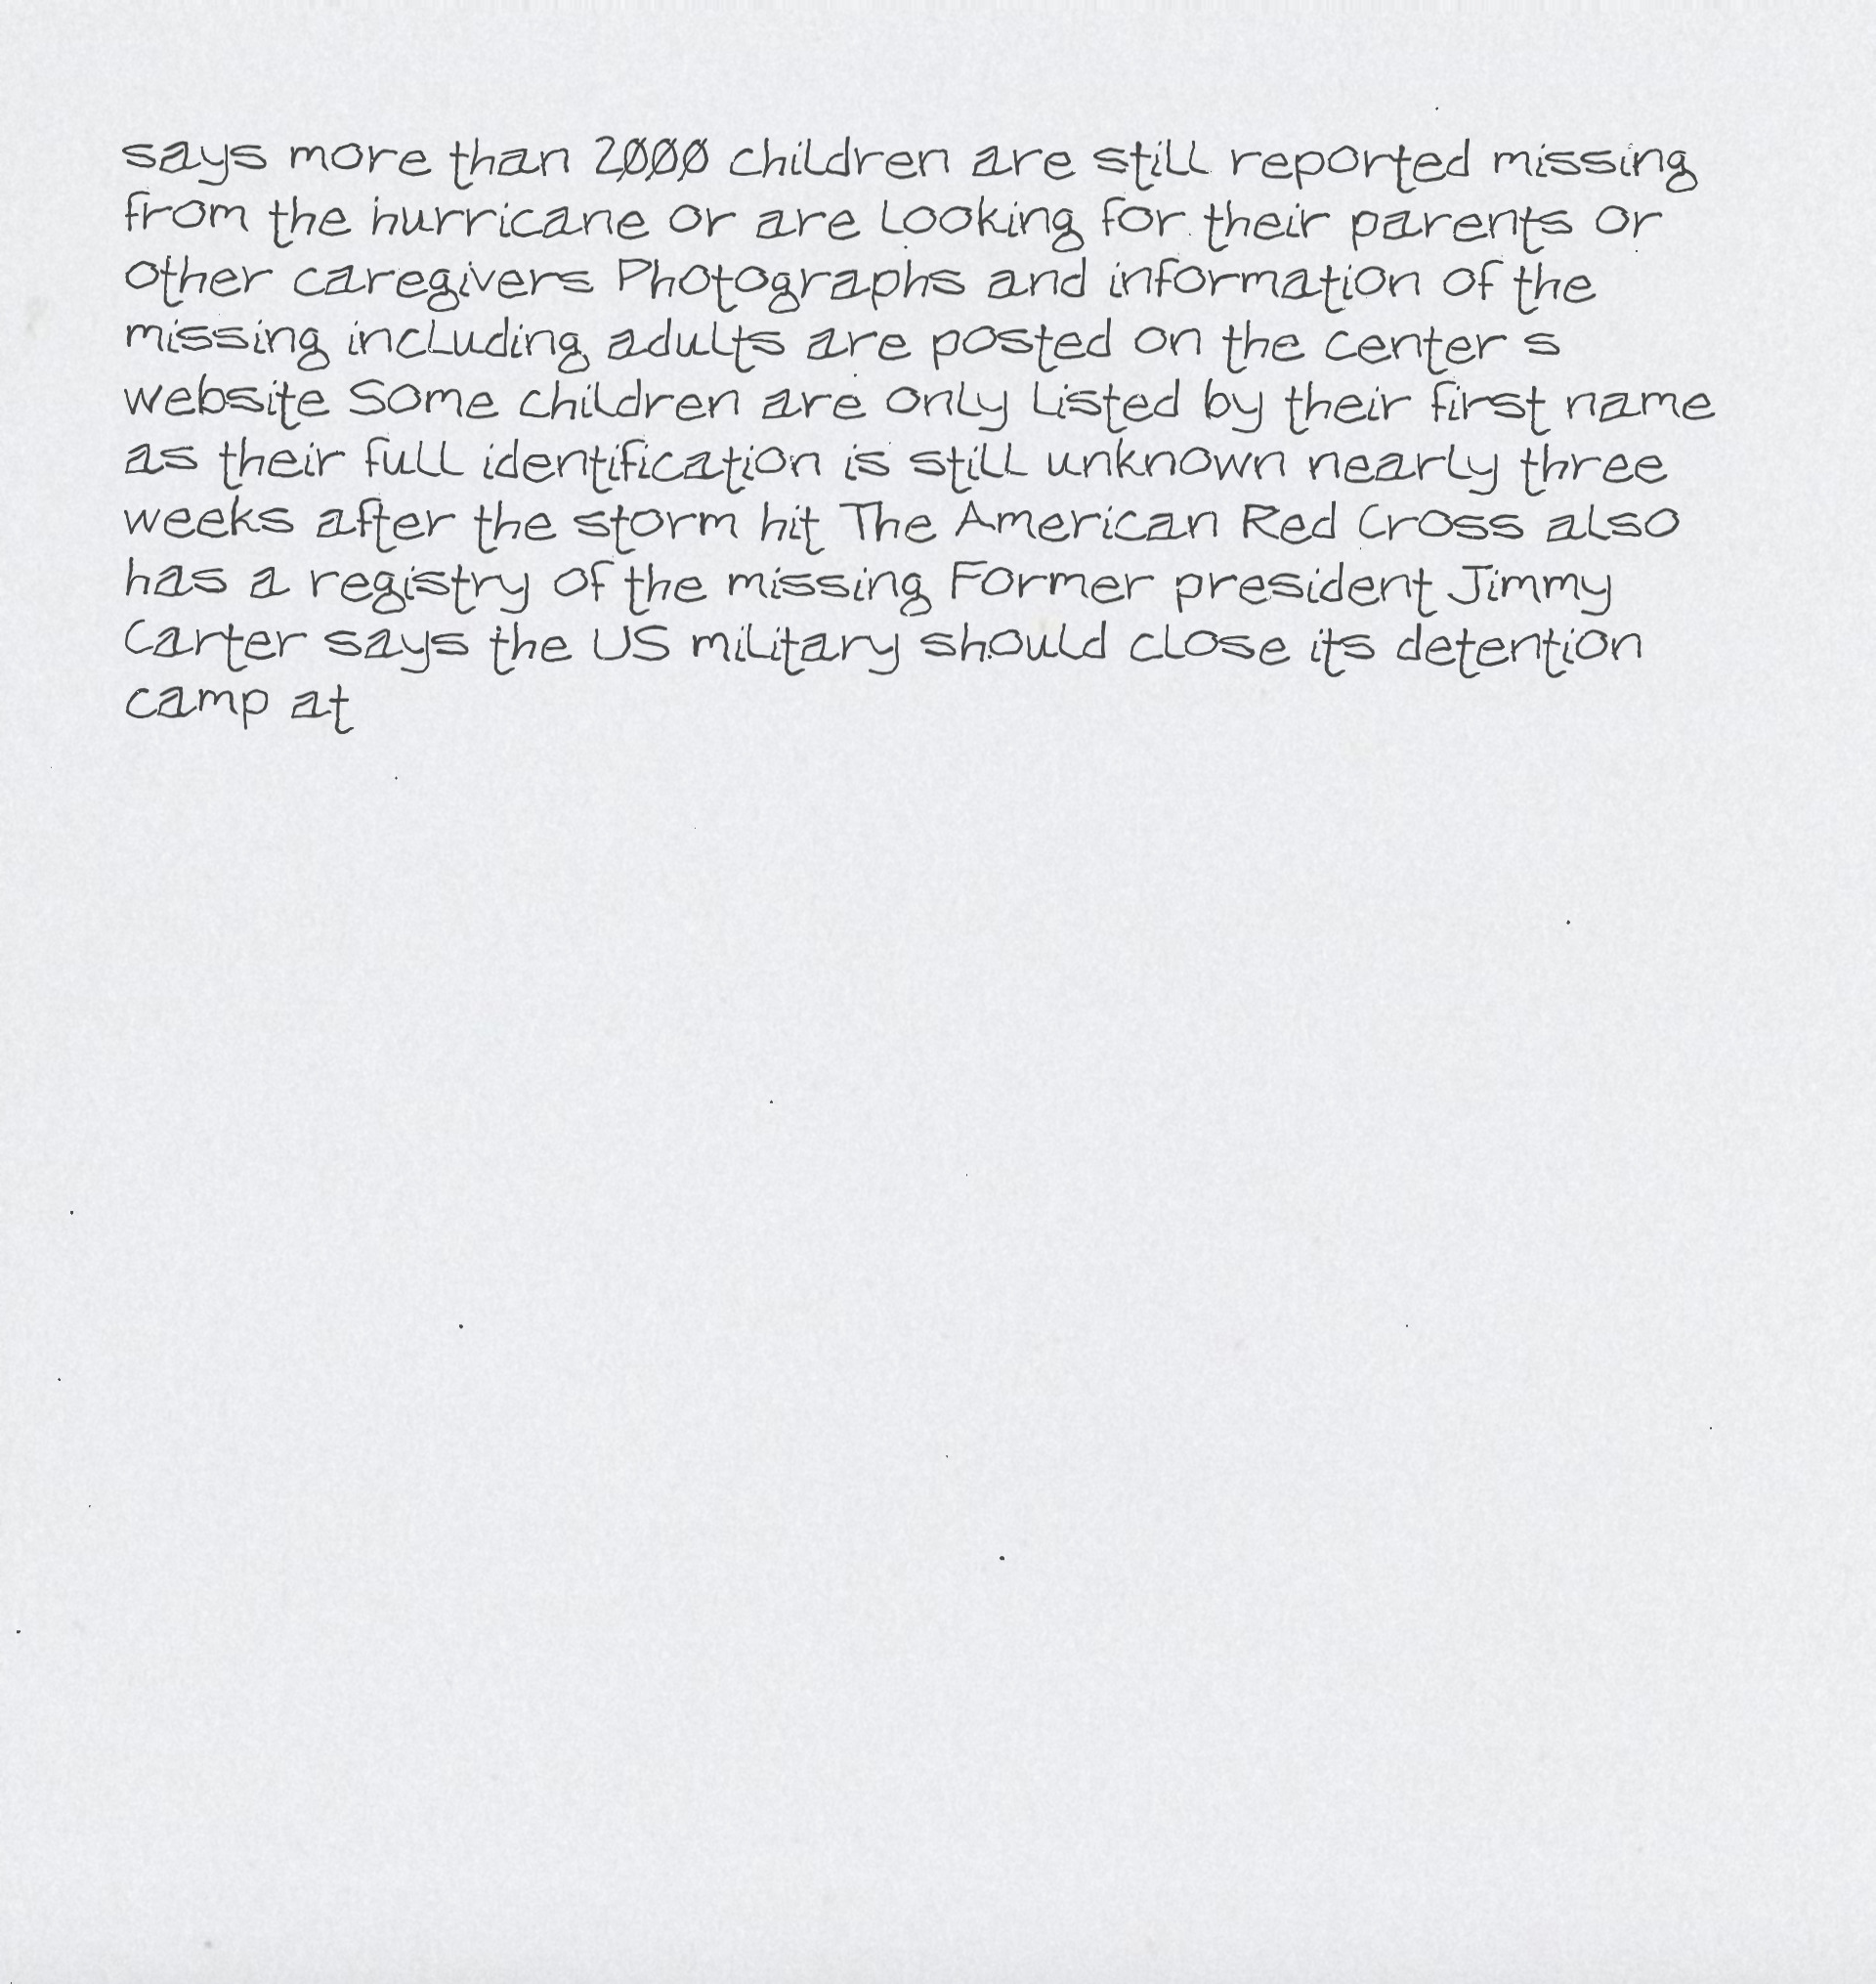 says more than 2000 children are still reported missing
from the hurricane or are looking for their parents or
other caregivers Photographs and information of the
missing including adults are posted on the center s
website Some children are only listed by their first name
as their full identification is still unknown nearly three
weeks after the storm hit The American Red Cross also
has a registry of the missing Former president Jimmy
Carter says the US military should close its detention
camp at